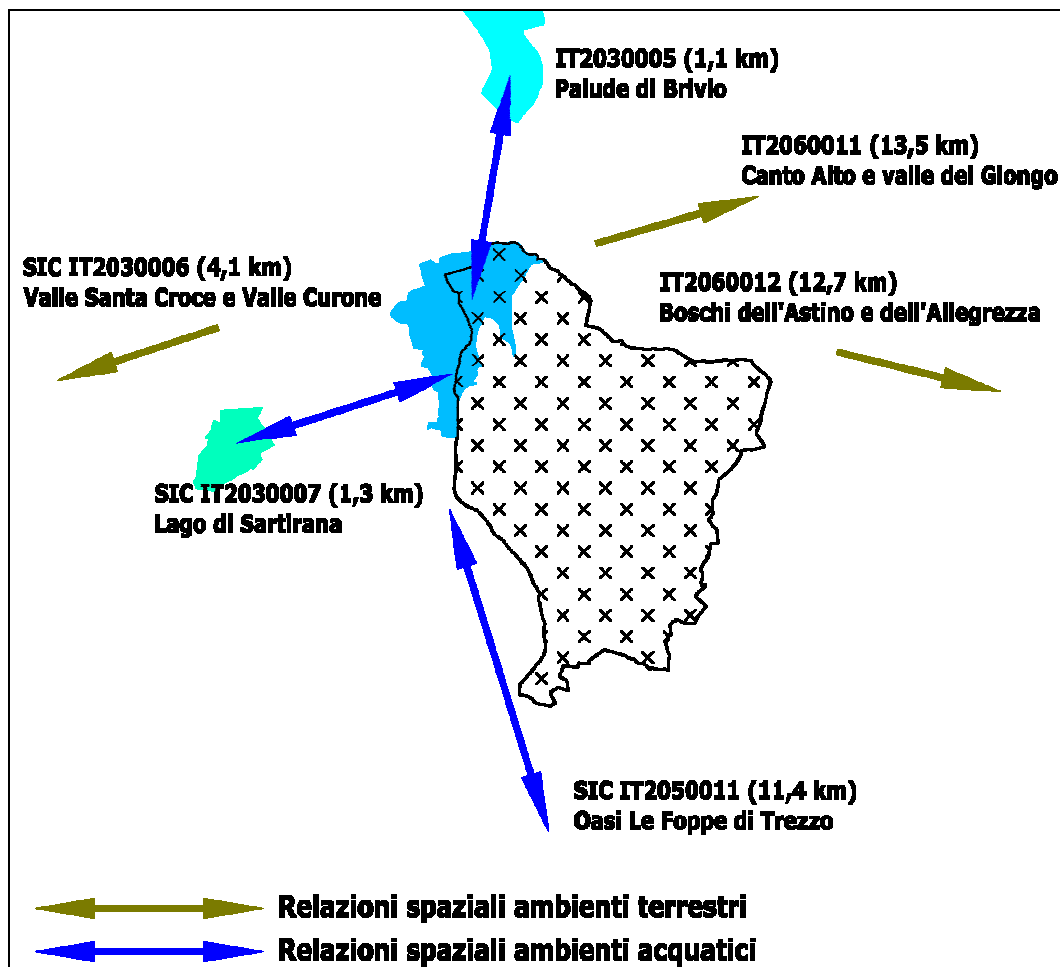 IT2030005 (1,1 km)
Palude di Brivio
IT2060011 (13,5 km)
Canto Alto e valle del Giongo
SIC IT2030006 (4,1 km)
Valle Santa Croce e Valle Curone
IT2060012 (12,7 km)
Boschi dell'Astino e dell'Allegrezza
SIC IT2030007 (1,3 km)
Lago di Sartirana
SIC IT2050011 (11,4 km)
Oasi Le Foppe di Trezzo
Relazioni spaziali ambienti terrestri
Relazioni spaziali ambienti acquatici